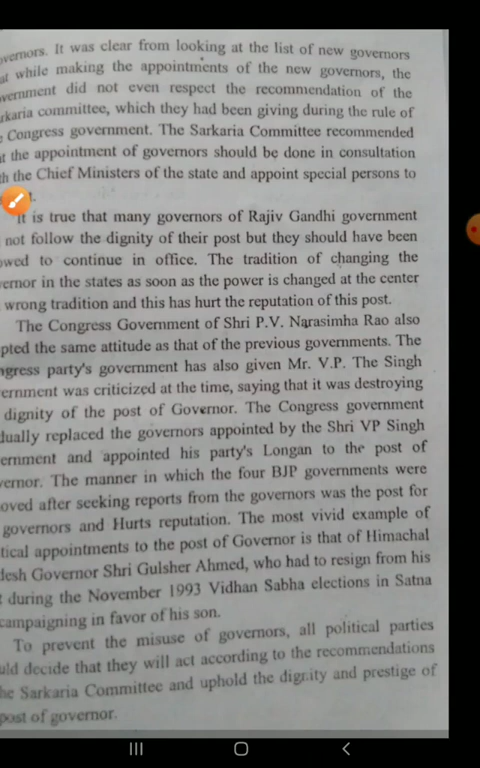 vernors. It was clear from looking at the list of new governors
at while making the appointments of the new governors, the
vernment did not even respect the recommendation of the
rkaria committee, which they had been giving during the rule of
e Congress government. The Sarkaria Committee recommended
t the appointment of governors should be done in consultation
th the Chief Ministers of the state and appoint special persons to
t.
It is true that many governors of Rajiv Gandhi government
not follow the dignity of their post but they should have been
owed to continue in office. The tradition of changing the
ernor in the states as soon as the power is changed at the center
wrong tradition and this has hurt the reputation of this post.
The Congress Government of Shri P.V. Narasimha Rao also
pted the same attitude as that of the previous governments. The
ngress party's government has also given Mr. V.P. The Singh
ernment was criticized at the time, saying that it was destroying
dignity of the post of Governor. The Congress government
dually replaced the governors appointed by the Shri VP Singh
ernment and appointed his party's Longan to the post of
vernor. The manner in which the four BJP governments were
oved after seeking reports from the governors was the post for
governors and Hurts reputation. The most vivid example of
tical appointments to the post of Governor is that of Himachal
desh Governor Shri Gulsher Ahmed, who had to resign from his
t during the November 1993 Vidhan Sabha elections in Satna
campaigning in favor of his son.
To prevent the misuse of governors, all political parties
uld decide that they will act according to the recommendations
he Sarkaria Committee and uphold the dignity and prestige of
post of governor.